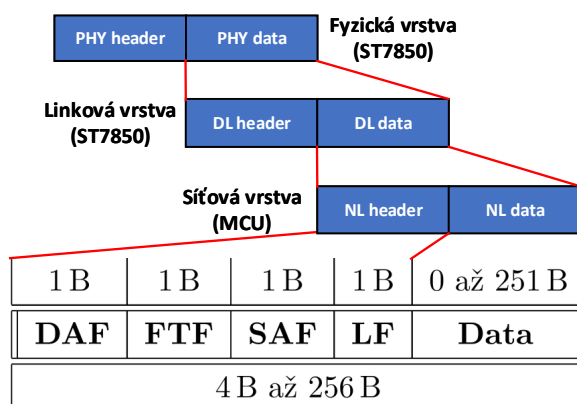 PHY header PHY data Fyzická vrstva
(ST7850)
Linková vrstva
(ST7850) DL header DL data
Síťová vrstva
(MCU) NL header NL data
1 B 1 B 1 B 1 B 0 až 251 B
DAF FTF SAF LF Data
4 B až 256 B